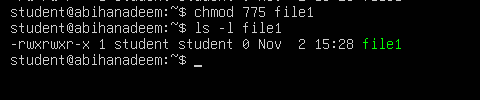 student@abihanadeem:~$ chmod 775 file1
student@abihanadeem:~$ ls -l file1
-rwxrwxr-x 1 student student 0 Nov  2 15:28 file1
student@abihanadeem:~$ _